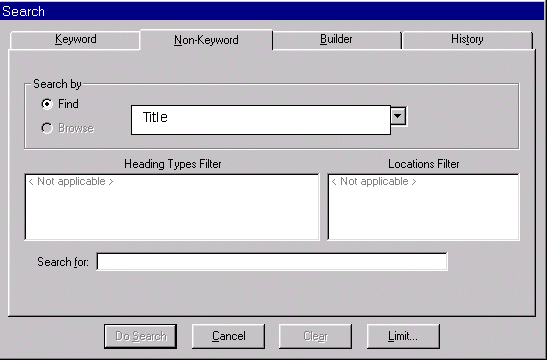 Search
Keyword Non-Keyword Builder History
Search by
Find
Title
Browse
Heading Types Filter Locations Filter
< Not applicable > < Not applicable >
Search for:
Do Search Cancel Clear Limit...